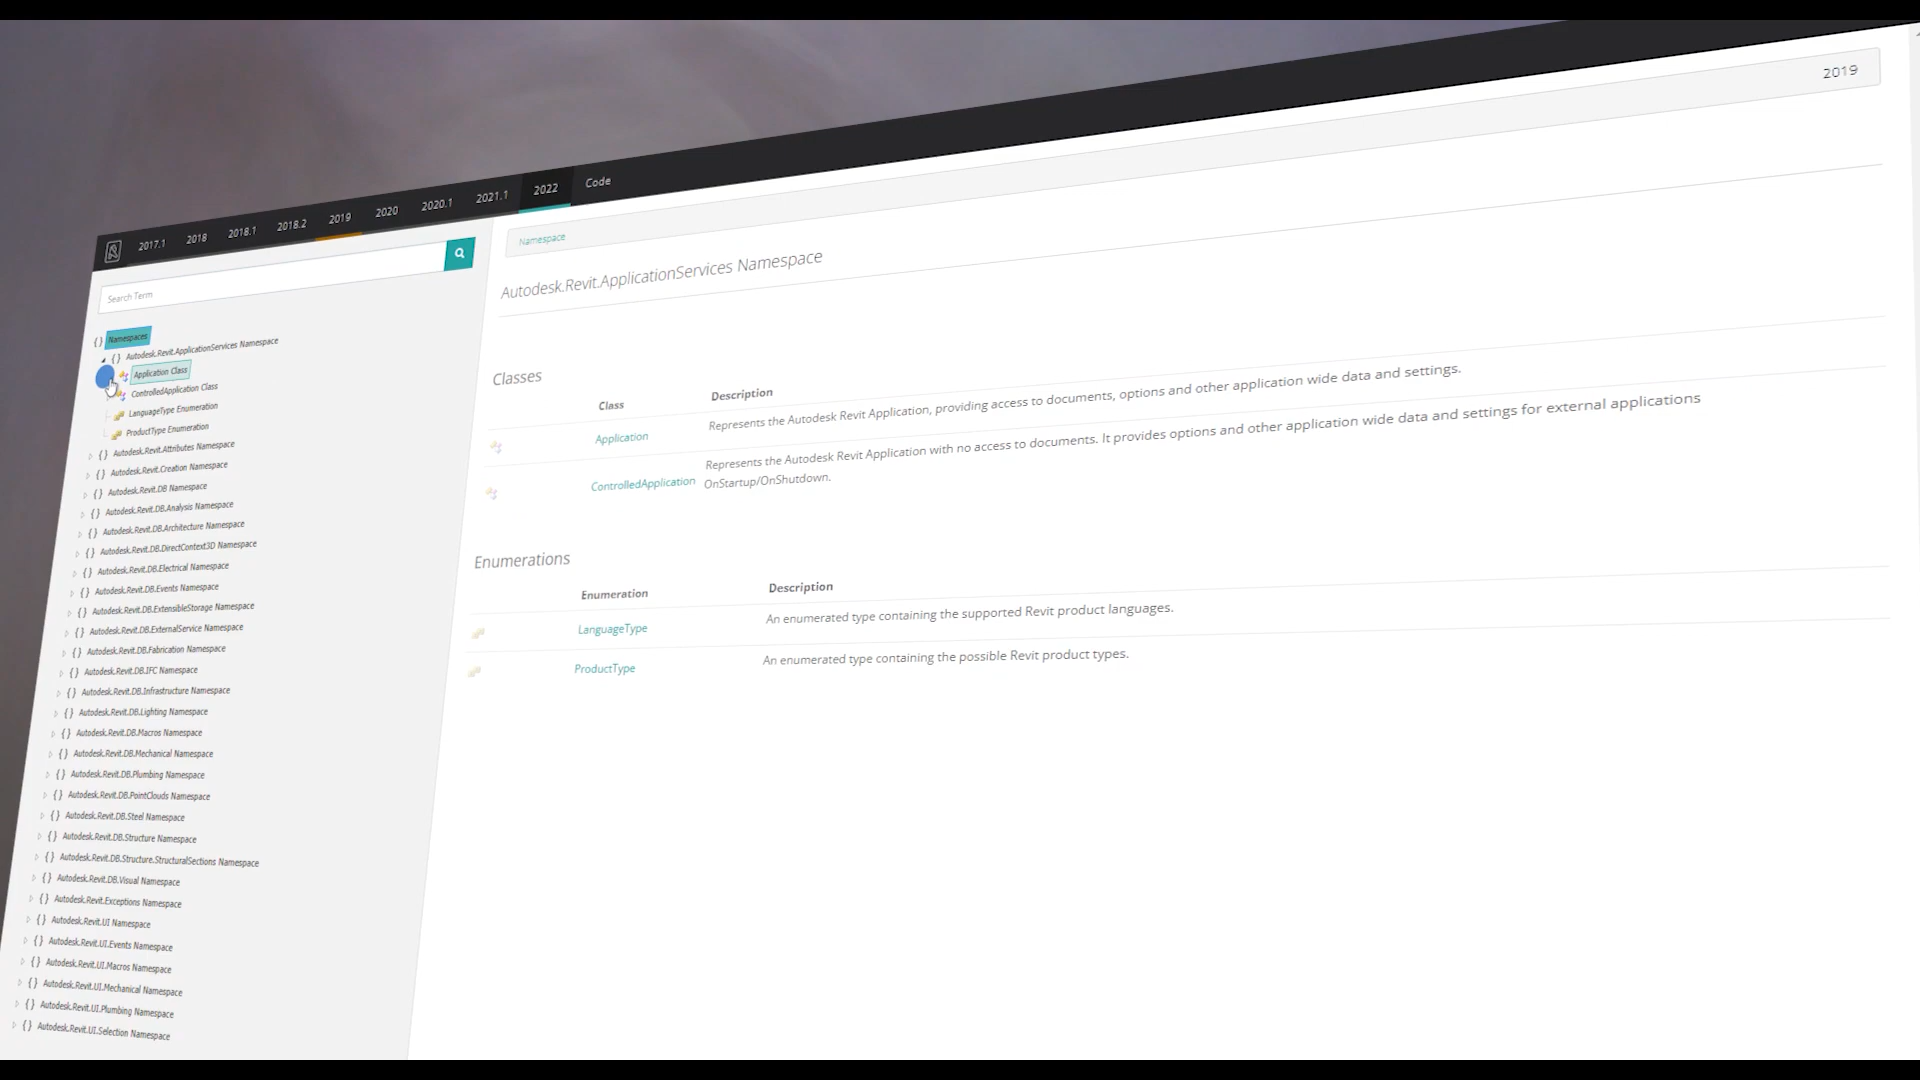 2017.1 2018 2018.1 2018.2 2019 2020 2020.1 2021.1 2022 Code
2019
Search Term
Namespaces
Autodesk.Revit.ApplicationServices Namespace
Application Class
ControlledApplication Class
LanguageType Enumeration
ProductType Enumeration
Autodesk.Revit.Attributes Namespace
Autodesk.Revit.Creation Namespace
Autodesk.Revit.DB Namespace
Autodesk.Revit.DB.Analysis Namespace
Autodesk.Revit.DB.Architecture Namespace
Autodesk.Revit.DB.DirectContext3D Namespace
Autodesk.Revit.DB.Electrical Namespace
Autodesk.Revit.DB.Events Namespace
Autodesk.Revit.DB.ExtensibleStorage Namespace
Autodesk.Revit.DB.ExternalService Namespace
Autodesk.Revit.DB.Fabrication Namespace
Autodesk.Revit.DB.IFC Namespace
Autodesk.Revit.DB.Infrastructure Namespace
Autodesk.Revit.DB.Lighting Namespace
Autodesk.Revit.DB.Macros Namespace
Autodesk.Revit.DB.Mechanical Namespace
Autodesk.Revit.DB.Plumbing Namespace
Autodesk.Revit.DB.PointClouds Namespace
Autodesk.Revit.DB.Steel Namespace
Autodesk.Revit.DB.Structure Namespace
Autodesk.Revit.DB.Structure.StructuralSections Namespace
Autodesk.Revit.DB.Visual Namespace
Autodesk.Revit.Exceptions Namespace
Autodesk.Revit.UI Namespace
Autodesk.Revit.UI.Events Namespace
Autodesk.Revit.UI.Macros Namespace
Autodesk.Revit.UI.Mechanical Namespace
Autodesk.Revit.UI.Plumbing Namespace
Autodesk.Revit.UI.Selection Namespace
Namespace
Autodesk.Revit.ApplicationServices Namespace
Classes
Class Description
Application Represents the Autodesk Revit Application, providing access to documents, options and other application wide data and settings.
ControlledApplication Represents the Autodesk Revit Application with no access to documents. It provides options and other application wide data and settings for external applications
OnStartup/OnShutdown.
Enumerations
Enumeration Description
LanguageType An enumerated type containing the supported Revit product languages.
ProductType An enumerated type containing the possible Revit product types.